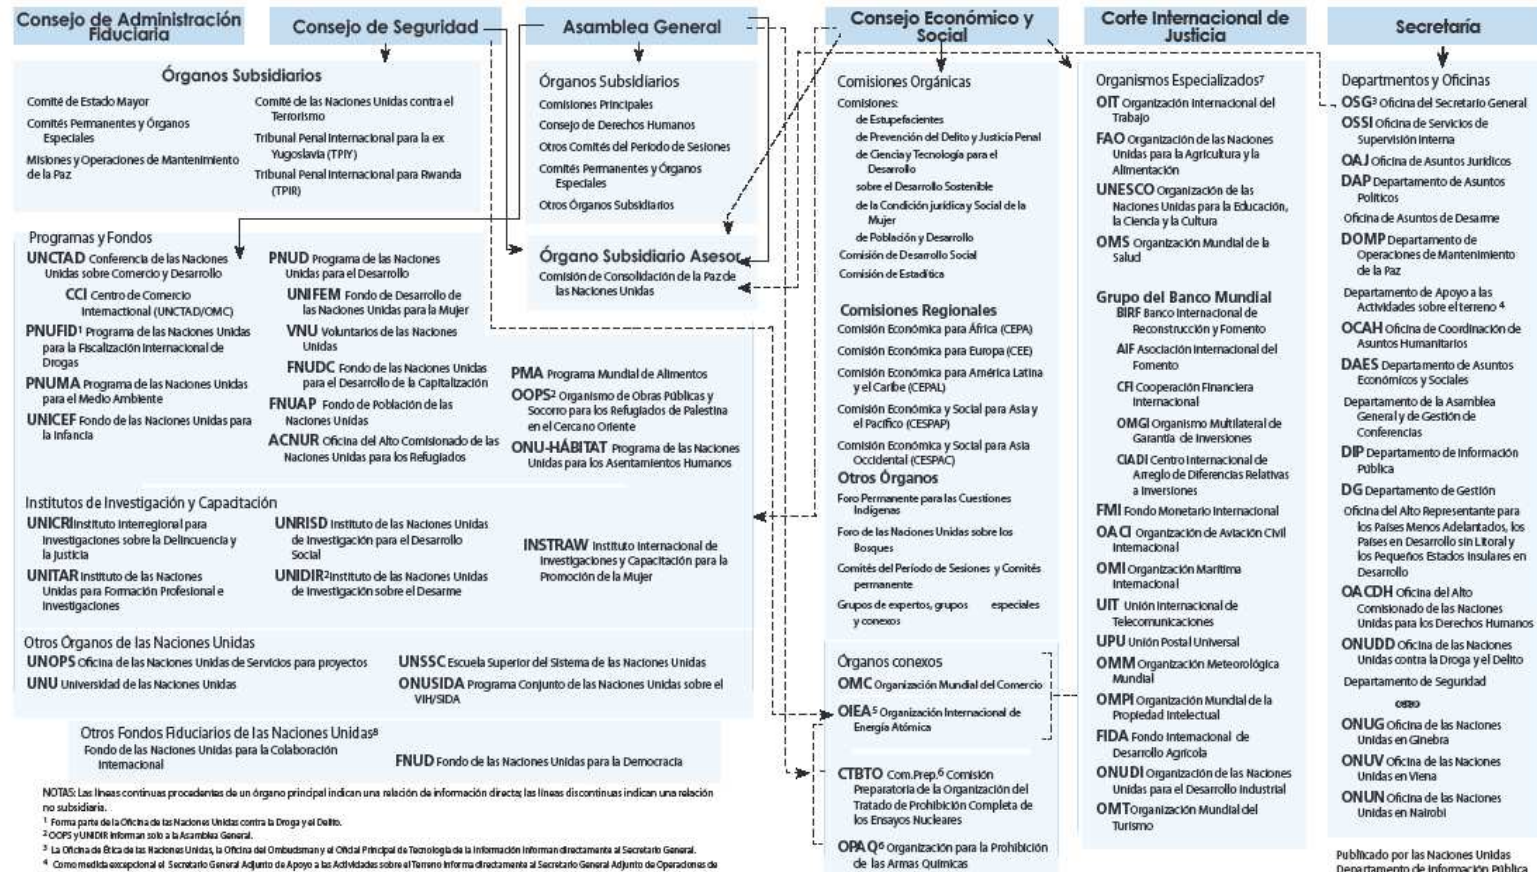 Consejo de Administración
Fiduciaria
Consejo de Seguridad
Asamblea General
Consejo Económico y
Social
Corte Internacional de
Justicia
Secretaría
Órganos Subsidiarios
Comité de Estado Mayor
Comités Permanentes y Órganos
Especiales
Misiones y Operaciones de Mantenimiento
de la Paz
Comité de las Naciones Unidas contra el
Terrorismo
Tribunal Penal Internacional para la ex
Yugoslavia (TPIY)
Tribunal Penal Internacional para Rwanda
(TPIR)
Programas y Fondos
UNCTAD Conferencia de las Naciones
Unidas sobre Comercio y Desarrollo
CCI Centro de Comercio
Internactional (UNCTAD/OMC)
PNUFID¹ Programa de las Naciones Unidas
para la Fiscalización Internacional de
Drogas
PNUMA Programa de las Naciones Unidas
para el Medio Ambiente
UNICEF Fondo de las Naciones Unidas para
la Infancia
PNUD Programa de las Naciones
Unidas para el Desarrollo
UNIFEM Fondo de Desarrollo de
las Naciones Unidas para la Mujer
VNU Voluntarios de las Naciones
Unidas
FNUDC Fondo de las Naciones Unidas
para el Desarrollo de la Capitalización
FNUAP Fondo de Población de las
Naciones Unidas
ACNUR Oficina del Alto Comisionado de las
Naciones Unidas para los Refugiados
PMA Programa Mundial de Alimentos
OOPS² Organismo de Obras Públicas y
Socorro para los Refugiados de Palestina
en el Cercano Oriente
ONU-HÁBITAT Programa de las Naciones
Unidas para los Asentamientos Humanos
Institutos de Investigación y Capacitación
UNICRI Instituto Interregional para
Investigaciones sobre la Delincuencia y
la Justicia
UNITAR Instituto de las Naciones
Unidas para Formación Profesional e
Investigaciones
UNRISD Instituto de las Naciones Unidas
de Investigación para el Desarrollo
Social
UNIDIR² Instituto de las Naciones Unidas
de Investigación sobre el Desarme
INSTRAW Instituto Internacional de
Investigaciones y Capacitación para la
Promoción de la Mujer
Otros Órganos de las Naciones Unidas
UNOPS Oficina de las Naciones Unidas de Servicios para proyectos
UNU Universidad de las Naciones Unidas
UNSSC Escuela Superior del Sistema de las Naciones Unidas
ONUSIDA Programa Conjunto de las Naciones Unidas sobre el
VIH/SIDA
Otros Fondos Fiduciarios de las Naciones Unidas⁸
Fondo de las Naciones Unidas para la Colaboración
Internacional
FNUD Fondo de las Naciones Unidas para la Democracia
NOTAS: Las líneas continuas procedentes de un órgano principal indican una relación de información directa; las líneas discontinuas indican una relación
no subsidiaria.
¹ Forma parte de la Oficina de las Naciones Unidas contra la Droga y el Delito.
² OOPS y UNIDIR informan solo a la Asamblea General.
³ La Oficina de Ética de las Naciones Unidas, la Oficina del Ombudsman y el Oficial Principal de Tecnología de la Información informan directamente al Secretario General.
⁴ Como medida excepcional el Secretario General Adjunto de Apoyo a las Actividades sobre el Terreno informa directamente al Secretario General Adjunto de Operaciones de
Órganos Subsidiarios
Comisiones Principales
Consejo de Derechos Humanos
Otros Comités del Período de Sesiones
Comités Permanentes y Órganos
Especiales
Otros Órganos Subsidiarios
Órgano Subsidiario Asesor
Comisión de Consolidación de la Paz de
las Naciones Unidas
Comisiones Orgánicas
Comisiones:
de Estupefacientes
de Prevención del Delito y Justicia Penal
de Ciencia y Tecnología para el
Desarrollo
sobre el Desarrollo Sostenible
de la Condición jurídica y Social de la
Mujer
de Población y Desarrollo
Comisión de Desarrollo Social
Comisión de Estadítica
Comisiones Regionales
Comisión Económica para África (CEPA)
Comisión Económica para Europa (CEE)
Comisión Económica para América Latina
y el Caribe (CEPAL)
Comisión Económica y Social para Asia y
el Pacífico (CESPAP)
Comisión Económica y Social para Asia
Occidental (CESPAC)
Otros Órganos
Foro Permanente para las Cuestiones
Indígenas
Foro de las Naciones Unidas sobre los
Bosques
Comités del Período de Sesiones y Comités
permanente
Grupos de expertos, grupos especiales
y conexos
Órganos conexos
OMC Organización Mundial del Comercio
OIEA⁵ Organización Internacional de
Energía Atómica
CTBTO Com.Prep.⁶ Comisión
Preparatoria de la Organización del
Tratado de Prohibición Completa de
los Ensayos Nucleares
OPAQ⁶ Organización para la Prohibición
de las Armas Químicas
Organismos Especializados⁷
OIT Organización Internacional del
Trabajo
FAO Organización de las Naciones
Unidas para la Agricultura y la
Alimentación
UNESCO Organización de las
Naciones Unidas para la Educación,
la Ciencia y la Cultura
OMS Organización Mundial de la
Salud
Grupo del Banco Mundial
BIRF Banco Internacional de
Reconstrucción y Fomento
AIF Asociación Internacional del
Fomento
CFI Cooperación Financiera
Internacional
OMGI Organismo Multilateral de
Garantía de Inversiones
CIADI Centro Internacional de
Arreglo de Diferencias Relativas
a Inversiones
FMI Fondo Monetario Internacional
OACI Organización de Aviación Civil
Internacional
OMI Organización Marítima
Internacional
UIT Unión Internacional de
Telecomunicaciones
UPU Unión Postal Universal
OMM Organización Meteorológica
Mundial
OMPI Organización Mundial de la
Propiedad Intelectual
FIDA Fondo Internacional de
Desarrollo Agrícola
ONUDI Organización de las Naciones
Unidas para el Desarrollo Industrial
OMT Organización Mundial del
Turismo
Departmentos y Oficinas
OSG³ Oficina del Secretario General
OSSI Oficina de Servicios de
Supervisión Interna
OAJ Oficina de Asuntos Jurídicos
DAP Departamento de Asuntos
Políticos
Oficina de Asuntos de Desarme
DOMP Departamento de
Operaciones de Mantenimiento
de la Paz
Departamento de Apoyo a las
Actividades sobre el terreno ⁴
OCAH Oficina de Coordinación de
Asuntos Humanitarios
DAES Departamento de Asuntos
Económicos y Sociales
Departamento de la Asamblea
General y de Gestión de
Conferencias
DIP Departamento de Información
Pública
DG Departamento de Gestión
Oficina del Alto Representante para
los Países Menos Adelantados, los
Países en Desarrollo sin Litoral y
los Pequeños Estados Insulares en
Desarrollo
OACDH Oficina del Alto
Comisionado de las Naciones
Unidas para los Derechos Humanos
ONUDD Oficina de las Naciones
Unidas contra la Droga y el Delito
Departamento de Seguridad
ONUG Oficina de las Naciones
Unidas en Ginebra
ONUV Oficina de las Naciones
Unidas en Viena
ONUN Oficina de las Naciones
Unidas en Nairobi
Publicado por las Naciones Unidas
Departamento de Información Pública